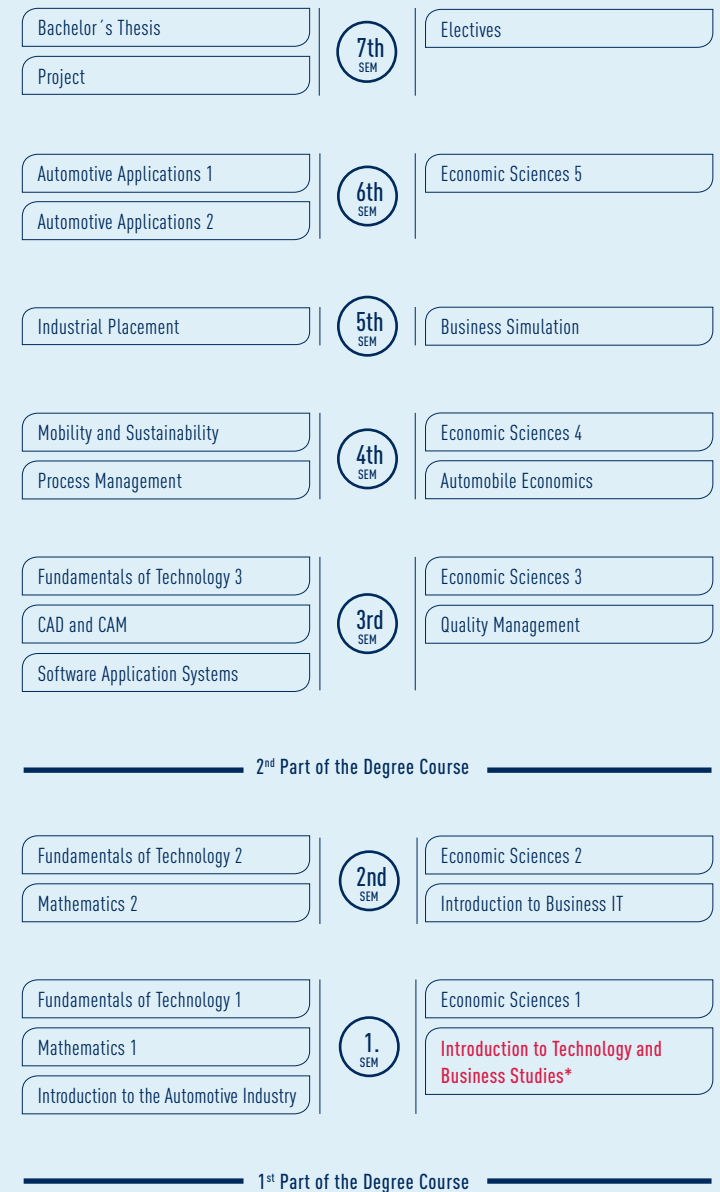 Bachelor´s Thesis
Project
7th
SEM
Electives
Automotive Applications 1
Automotive Applications 2
6th
SEM
Economic Sciences 5
Industrial Placement
5th
SEM
Business Simulation
Mobility and Sustainability
Process Management
4th
SEM
Economic Sciences 4
Automobile Economics
Fundamentals of Technology 3
CAD and CAM
Software Application Systems
3rd
SEM
Economic Sciences 3
Quality Management
2nd Part of the Degree Course
Fundamentals of Technology 2
Mathematics 2
2nd
SEM
Economic Sciences 2
Introduction to Business IT
Fundamentals of Technology 1
Mathematics 1
Introduction to the Automotive Industry
1.
SEM
Economic Sciences 1
Introduction to Technology and
Business Studies*
1st Part of the Degree Course